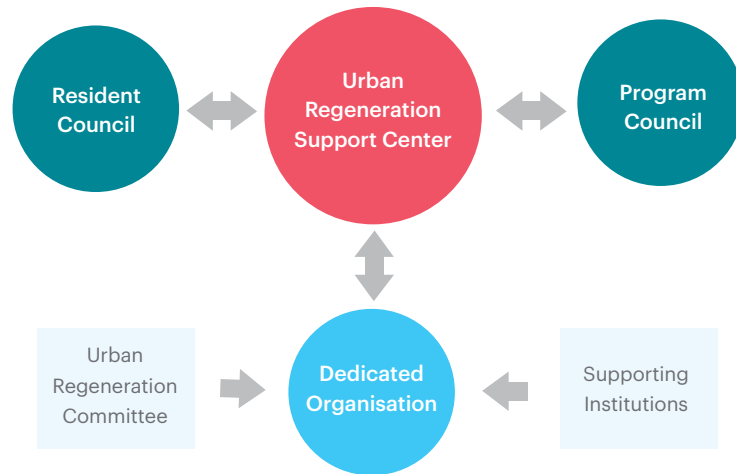 Resident
Council
Urban
Regeneration
Support Center
Program
Council
Urban
Regeneration
Committee
Dedicated
Organisation
Supporting
Institutions